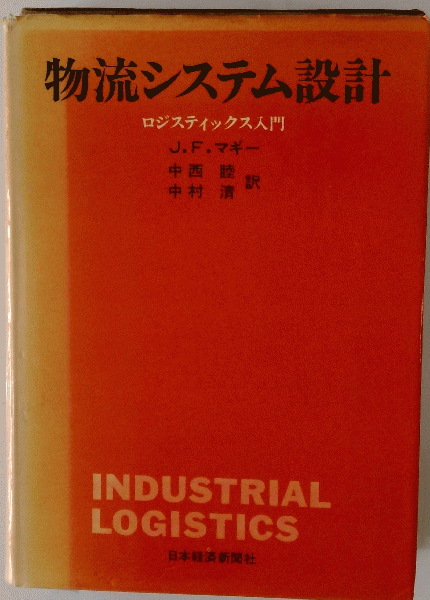 物流システム設計
ロジスティックス入門
J.F.マギー
中西 睦
中村 清 訳
INDUSTRIAL
LOGISTICS
日本経済新聞社